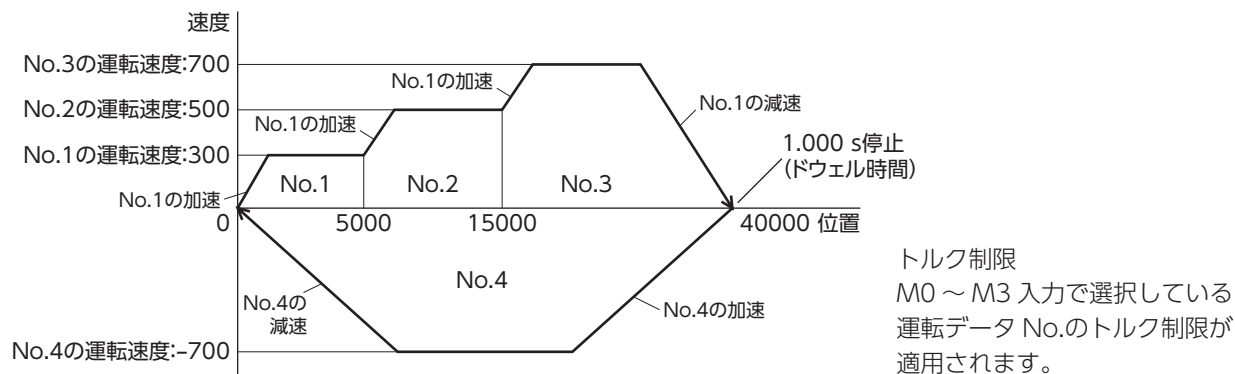 速度
No.3の運転速度:700
No.1の加速
No.2の運転速度:500
No.1の減速
No.1の加速
1.000 s停止
(ドウェル時間)
No.1の運転速度:300
No.1
No.2
No.3
No.1の加速
0
5000
15000
40000 位置
No.4
No.4の
減速
No.4の加速
No.4の運転速度:–700
トルク制限
M0 ~ M3 入力で選択している
運転データ No.のトルク制限が
適用されます。